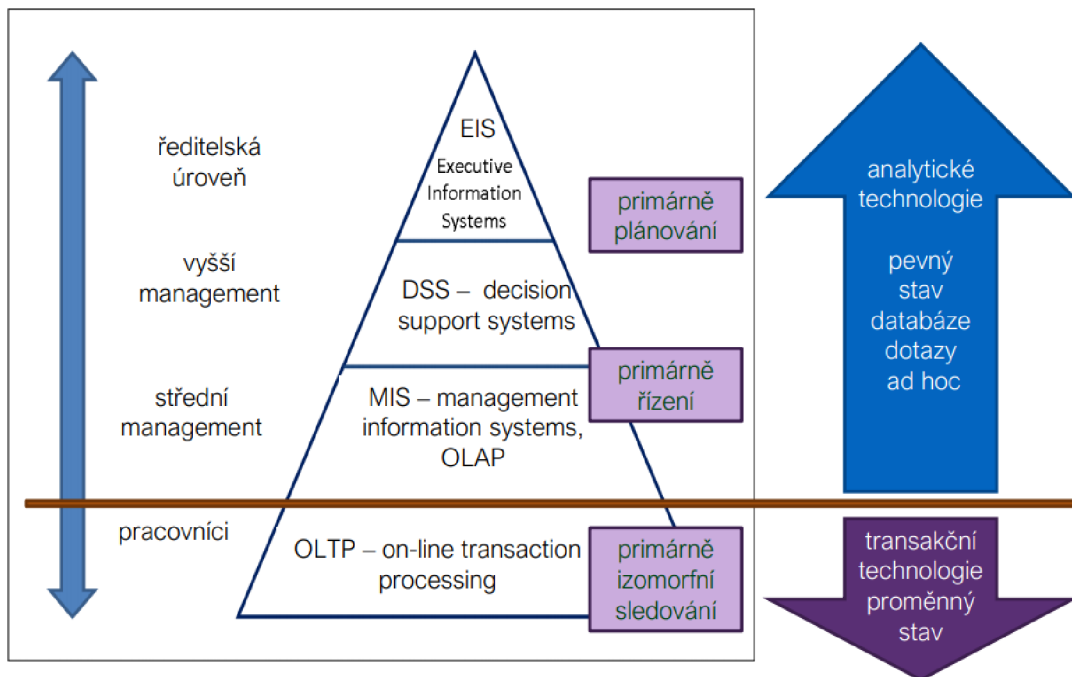 EIS
Executive
Information
Systems
ředitelská
úroveň
primárně
plánování
vyšší
management
DSS – decision
support systems
střední
management
MIS – management
information systems,
OLAP
primárně
řízení
pracovníci
OLTP – on-line transaction
processing
primárně
izomorfní
sledování
analytické
technologie
pevný
stav
databáze
dotazy
ad hoc
transakční
technologie
proměnný
stav